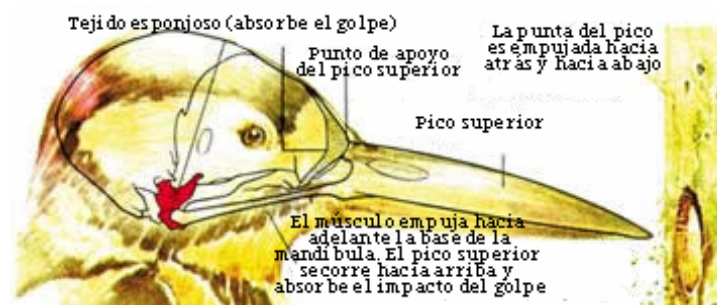 Tejido esponjoso (absorbe el golpe)
Punto de apoyo
del pico superior
La punta del pico
es empujada hacia
atrás y hacia abajo
Pico superior
El músculo empuja hacia
adelante la base de la
mandíbula. El pico superior
se corre hacia arriba y
absorbe el impacto del golpe